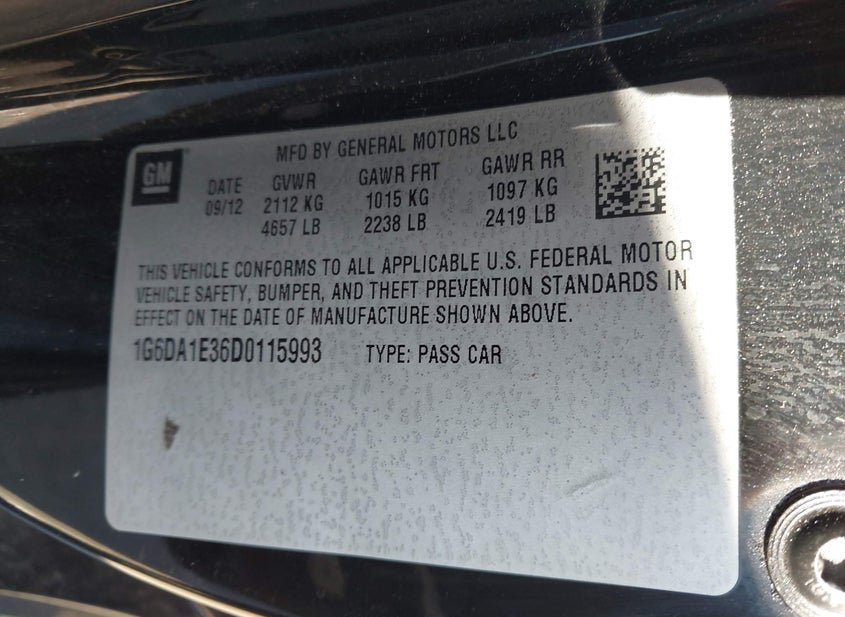 MFD BY GENERAL MOTORS LLC
GM
DATE GVWR GAWR FRT GAWR RR
09/12 2112 KG 1015 KG 1097 KG
4657 LB 2238 LB 2419 LB
THIS VEHICLE CONFORMS TO ALL APPLICABLE U.S. FEDERAL MOTOR
VEHICLE SAFETY, BUMPER, AND THEFT PREVENTION STANDARDS IN
EFFECT ON THE DATE OF MANUFACTURE SHOWN ABOVE.
1G6DA1E36D0115993 TYPE: PASS CAR